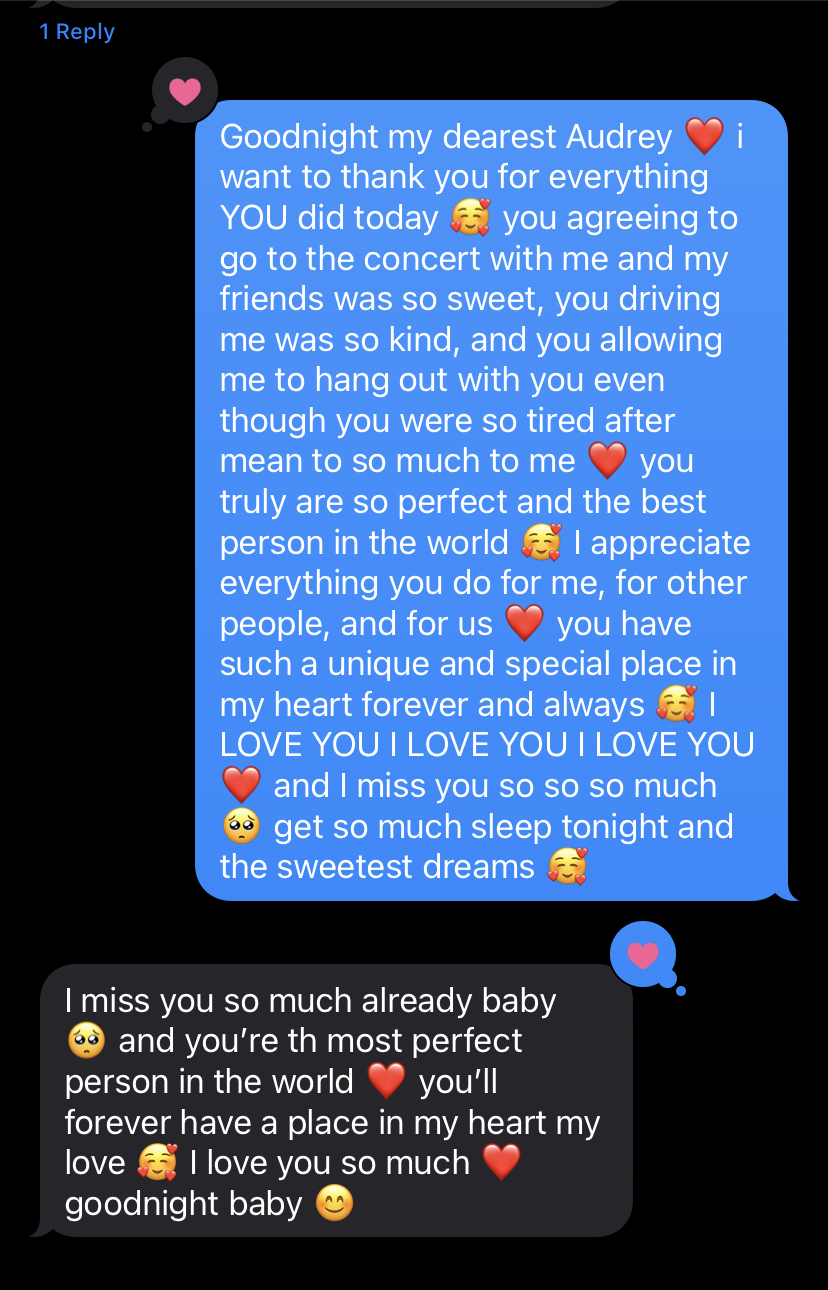 1 Reply
Goodnight my dearest Audrey ❤️ i
want to thank you for everything
YOU did today 🥰 you agreeing to
go to the concert with me and my
friends was so sweet, you driving
me was so kind, and you allowing
me to hang out with you even
though you were so tired after
mean to so much to me ❤️ you
truly are so perfect and the best
person in the world 🥰 I appreciate
everything you do for me, for other
people, and for us ❤️ you have
such a unique and special place in
my heart forever and always 🥰 I
LOVE YOU I LOVE YOU I LOVE YOU
❤️ and I miss you so so so much
🥺 get so much sleep tonight and
the sweetest dreams 🥰
I miss you so much already baby
🥺 and you’re th most perfect
person in the world ❤️ you’ll
forever have a place in my heart my
love 🥰 I love you so much ❤️
goodnight baby 😊